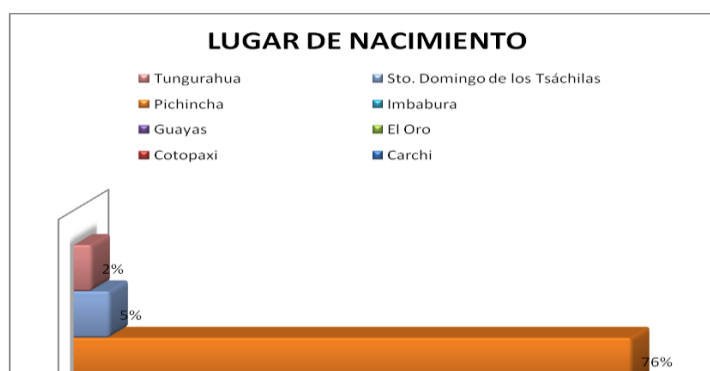 LUGAR DE NACIMIENTO
Tungurahua Sto. Domingo de los Tsáchilas
Pichincha Imbabura
Guayas El Oro
Cotopaxi Carchi
2%
5%
76%